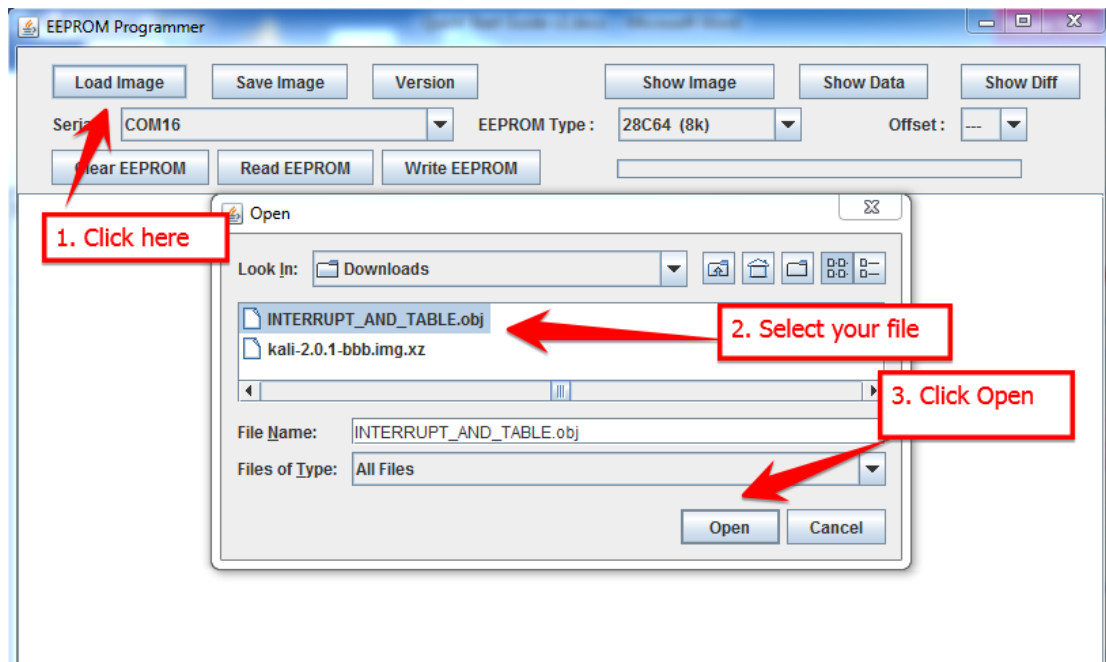 EEPROM Programmer
Load Image Save Image Version Show Image Show Data Show Diff
COM16 EEPROM Type : 28C64 (8k) Offset : ---
EEPROM Read EEPROM Write EEPROM
1. Click here
Open
Look In: Downloads
INTERRUPT_AND_TABLE.obj
2. Select your file
kali-2.0.1-bbb.img.xz
3. Click Open
File Name: INTERRUPT_AND_TABLE.obj
Files of Type: All Files
Open Cancel